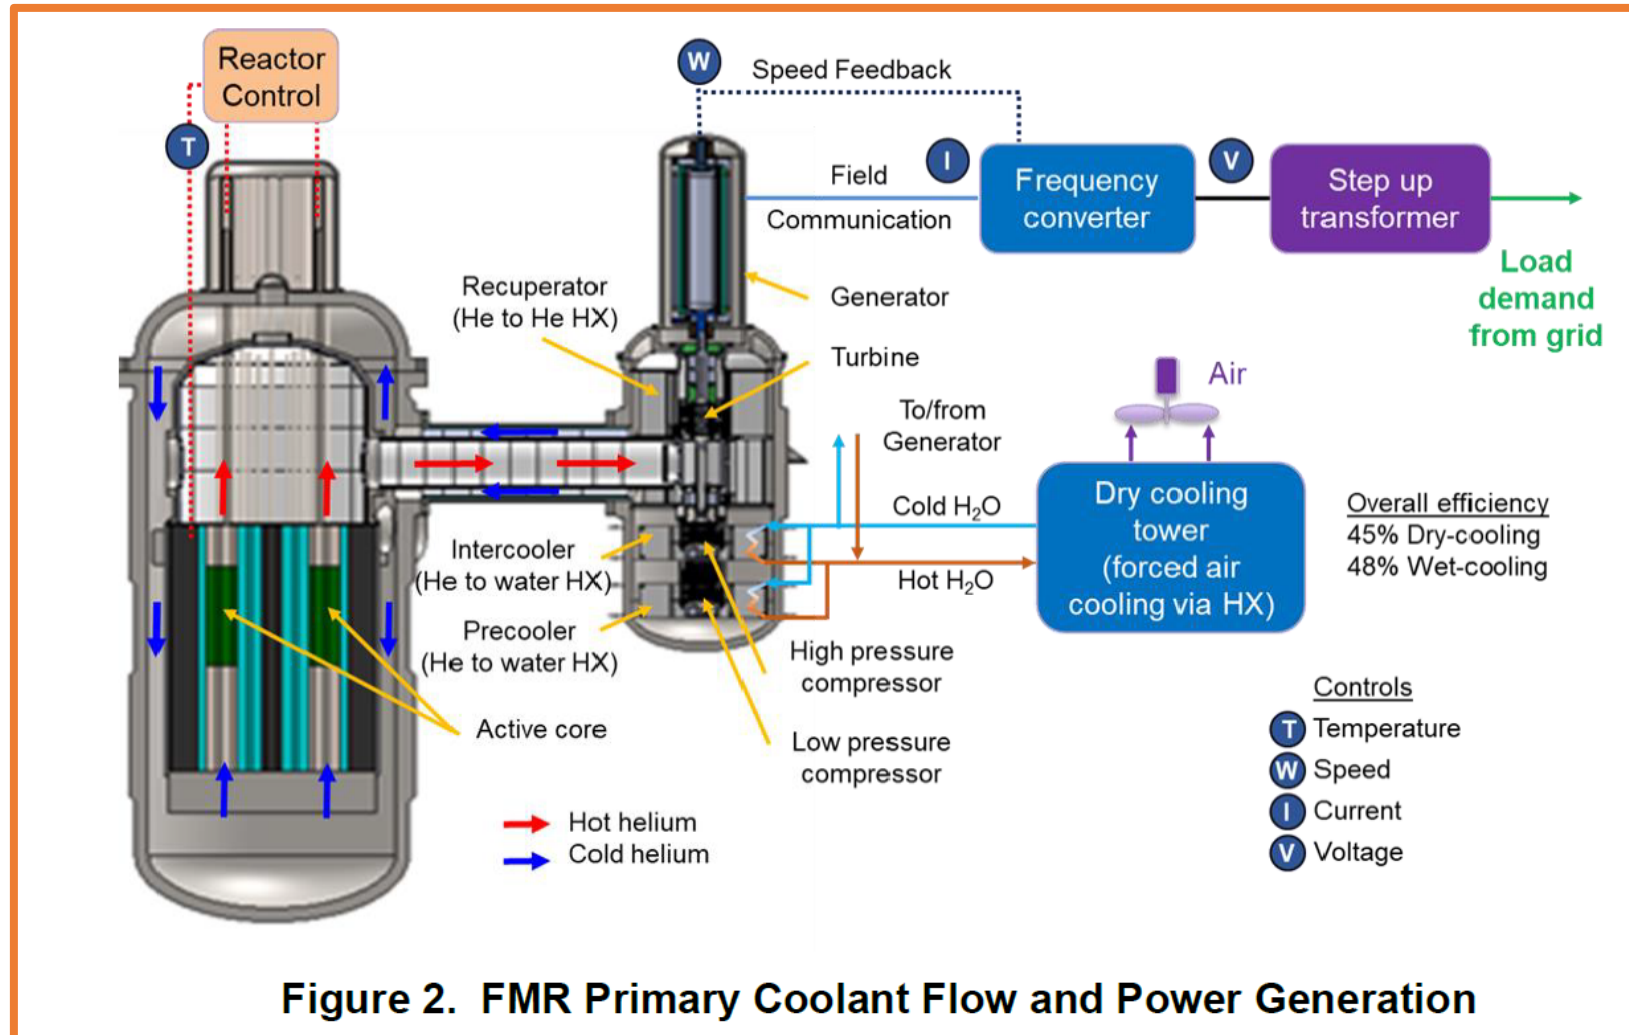 Reactor
Control
T
W
Speed Feedback
I
Field
Communication
Frequency
converter
V
Step up
transformer
Load
demand
from grid
Recuperator
(He to He HX)
Generator
Turbine
To/from
Generator
Air
Cold H₂O
Hot H₂O
Dry cooling
tower
(forced air
cooling via HX)
Overall efficiency
45% Dry-cooling
48% Wet-cooling
Intercooler
(He to water HX)
Precooler
(He to water HX)
High pressure
compressor
Low pressure
compressor
Active core
Hot helium
Cold helium
Controls
T Temperature
W Speed
I Current
V Voltage
Figure 2. FMR Primary Coolant Flow and Power Generation